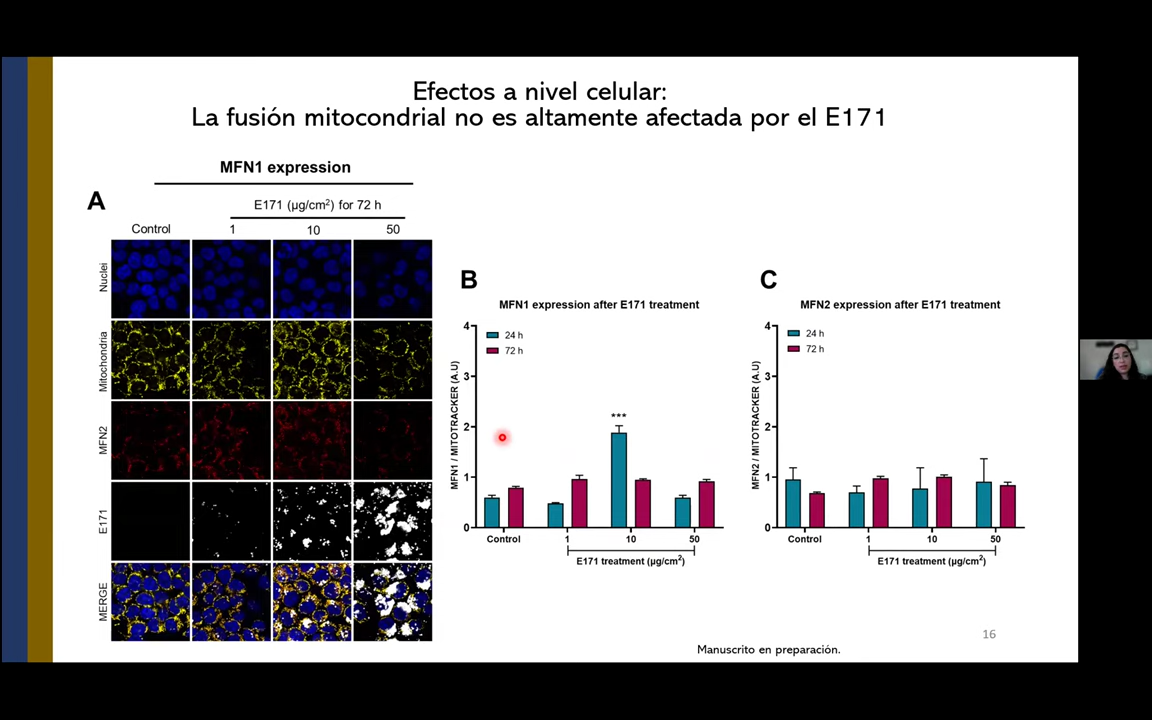 Efectos a nivel celular:
La fusión mitocondrial no es altamente afectada por el E171
MFN1 expression
A
E171 (µg/cm²) for 72 h
Control
1
10
50
Nuclei
Mitochondria
MFN2
E171
MERGE
B
MFN1 expression after E171 treatment
MFN1 / MITOTRACKER (A.U)
4
3
2
1
0
24 h
72 h
***
Control
1
10
50
E171 treatment (µg/cm²)
C
MFN2 expression after E171 treatment
MFN2 / MITOTRACKER (A.U)
4
3
2
1
0
24 h
72 h
Control
1
10
50
E171 treatment (µg/cm²)
16
Manuscrito en preparación.